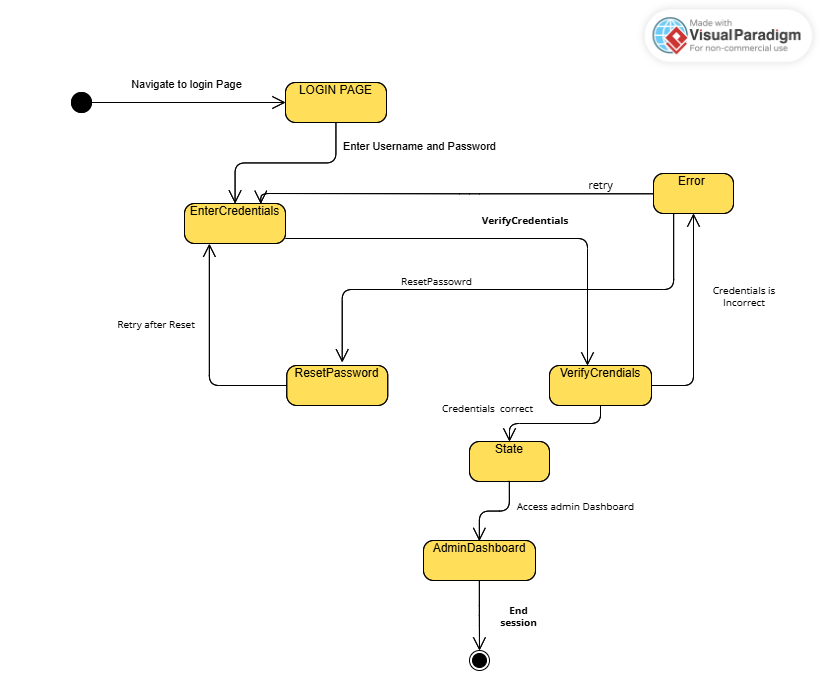 Made with
VisualParadigm
For non-commercial use
Navigate to login Page
LOGIN PAGE
Enter Username and Password
Error
retry
EnterCredentials
VerifyCredentials
ResetPassowrd
Credentials is
Incorrect
Retry after Reset
ResetPassword
VerifyCrendials
Credentials correct
State
Access admin Dashboard
AdminDashboard
End
session